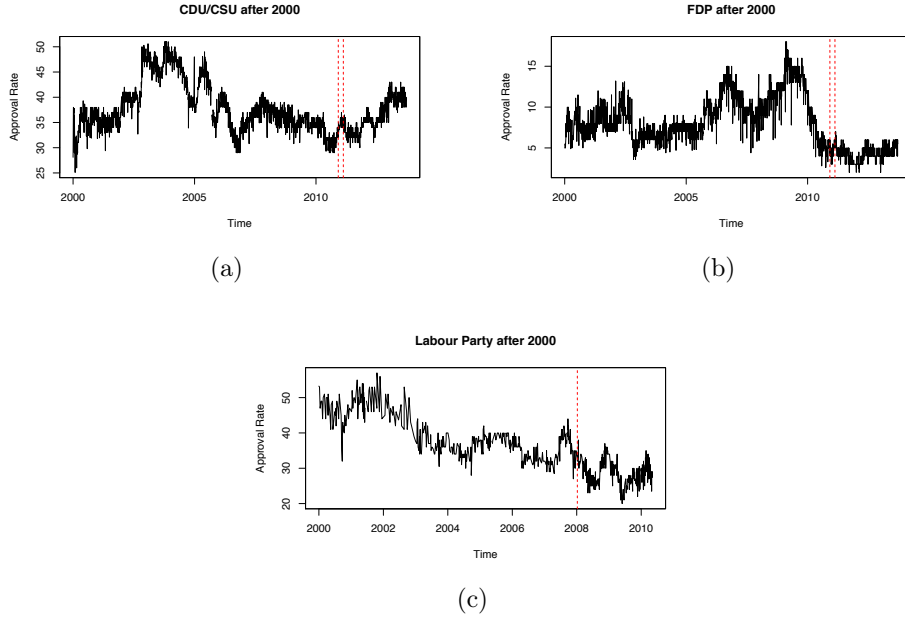 CDU/CSU after 2000
Approval Rate
50
45
40
35
30
25
2000
2005
2010
Time
(a)
FDP after 2000
Approval Rate
15
10
5
2000
2005
2010
Time
(b)
Labour Party after 2000
Approval Rate
50
40
30
20
2000
2002
2004
2006
2008
2010
Time
(c)